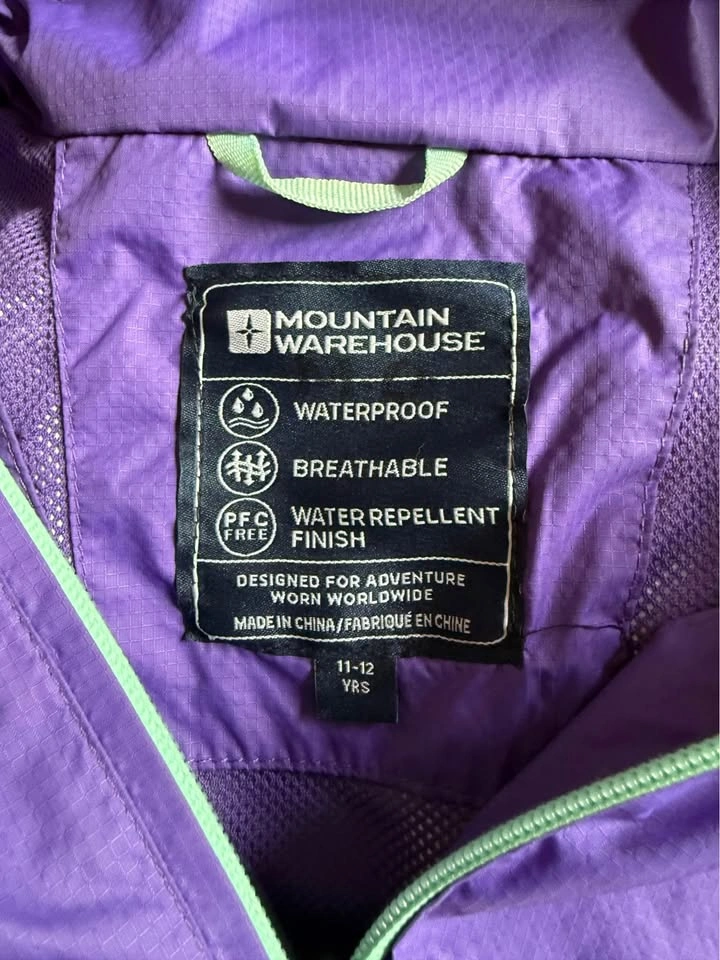 MOUNTAIN
WAREHOUSE
WATERPROOF
BREATHABLE
PFC
FREE
WATER REPELLENT
FINISH
DESIGNED FOR ADVENTURE
WORN WORLDWIDE
MADE IN CHINA/FABRIQUÉ EN CHINE
11-12
YRS